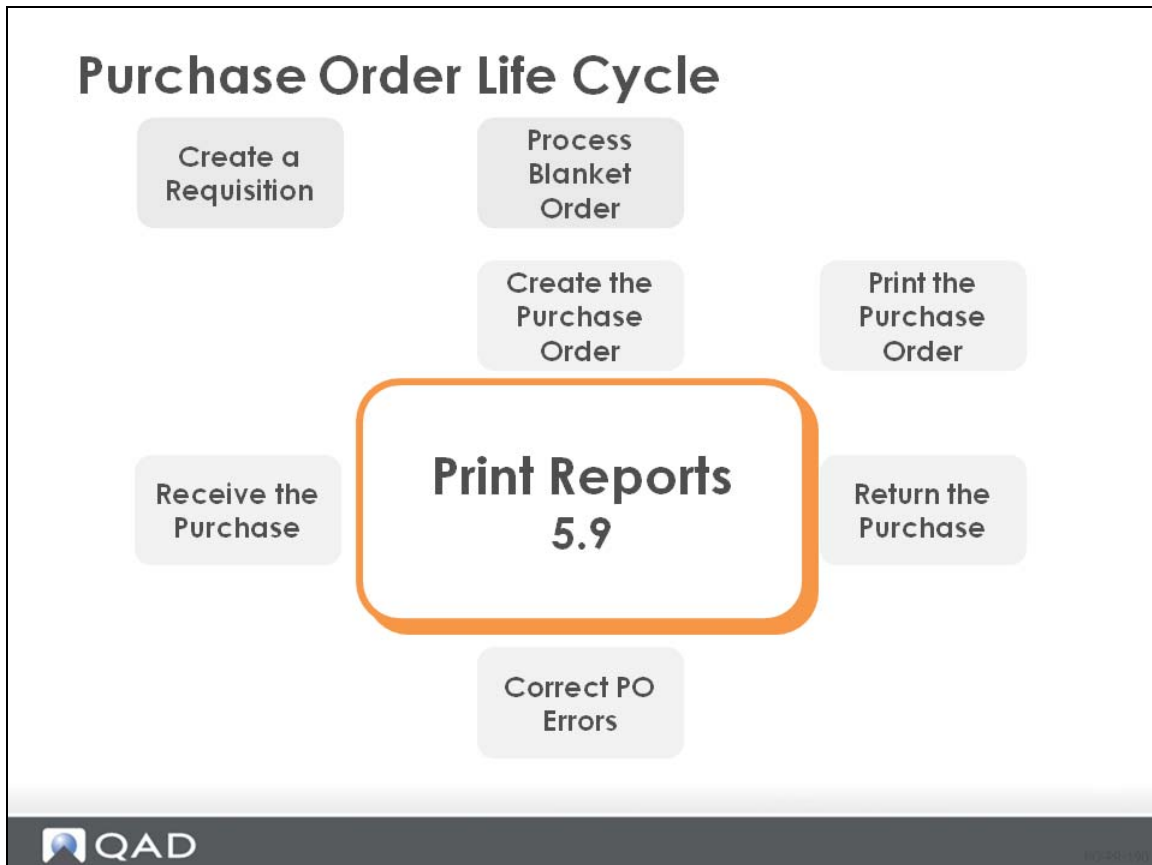 Purchase Order Life Cycle
Create a
Requisition
Process
Blanket
Order
Create the
Purchase
Order
Print the
Purchase
Order
Receive the
Purchase
Print Reports
5.9
Return the
Purchase
Correct PO
Errors
QAD